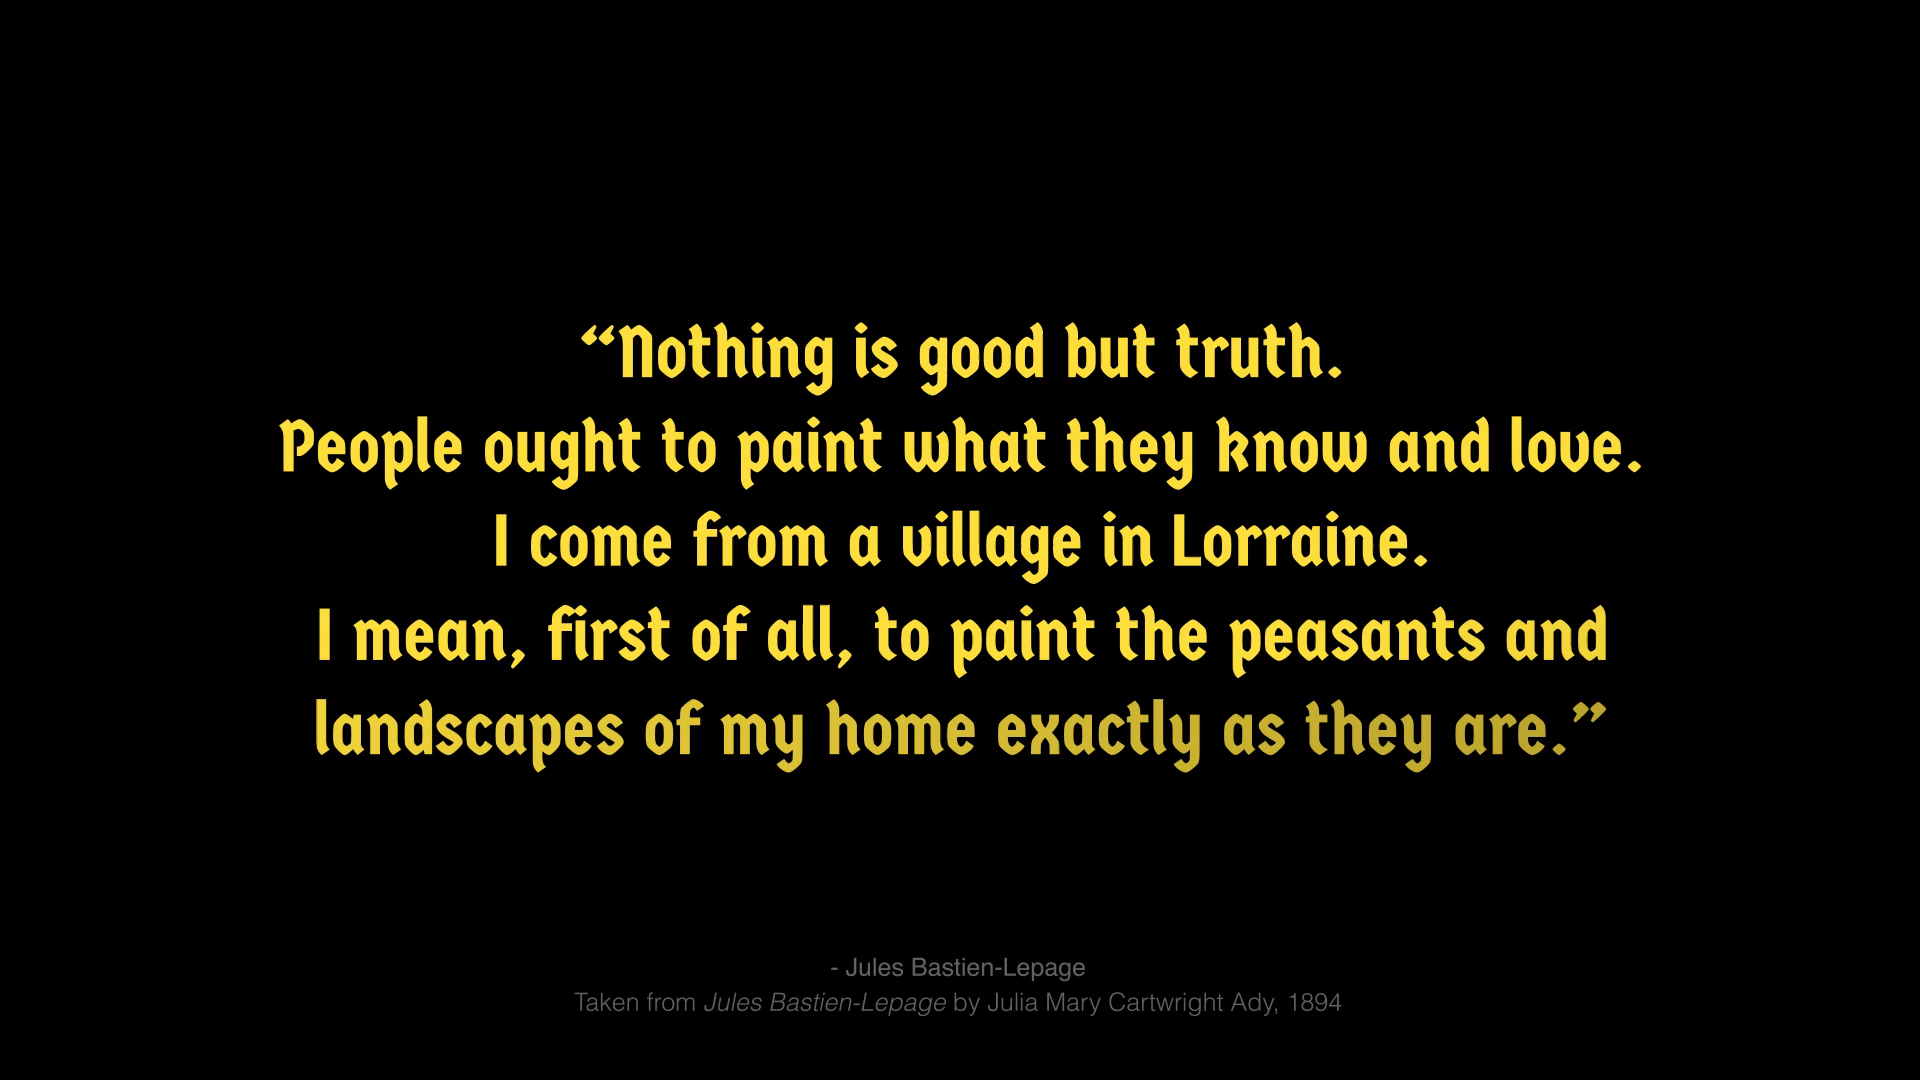 “Nothing is good but truth.
People ought to paint what they know and love.
I come from a village in Lorraine.
I mean, first of all, to paint the peasants and
landscapes of my home exactly as they are.”
- Jules Bastien-Lepage
Taken from Jules Bastien-Lepage by Julia Mary Cartwright Ady, 1894